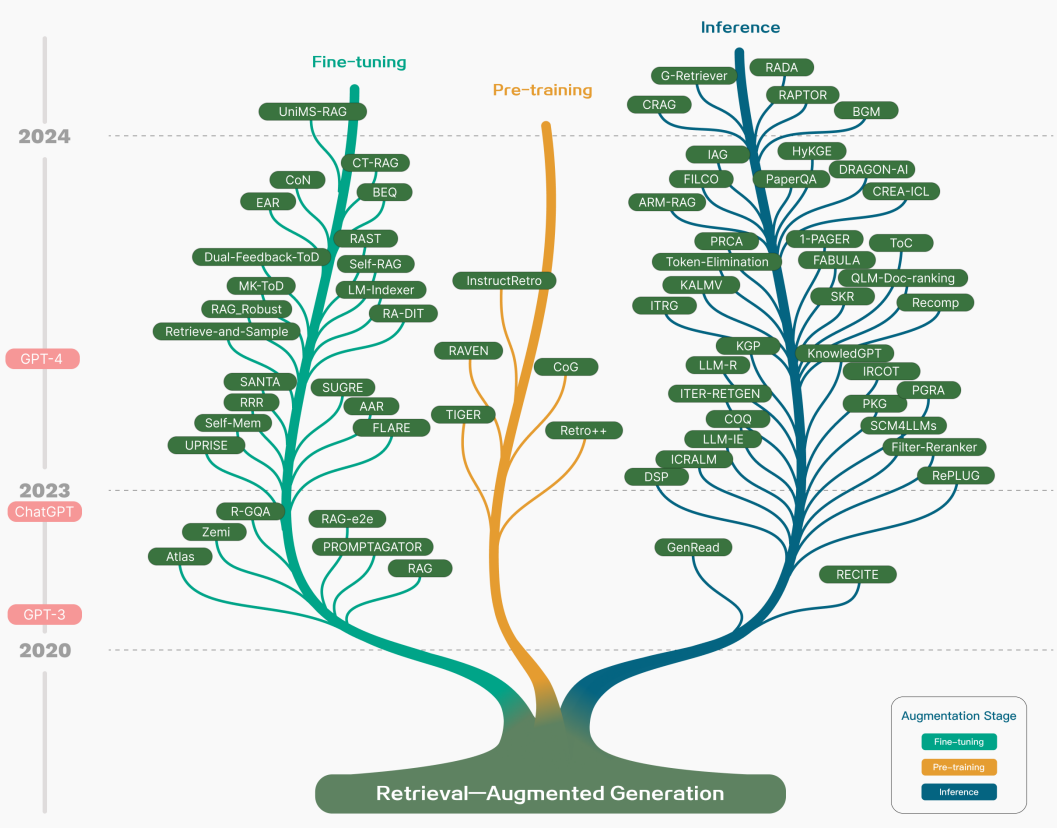 Inference
Fine-tuning
Pre-training
RADA
G-Retriever
RAPTOR
CRAG
BGM
UniMS-RAG
2024
HyKGE
IAG
CT-RAG
DRAGON-AI
CoN
FILCO
PaperQA
BEQ
CREA-ICL
EAR
ARM-RAG
RAST
PRCA
1-PAGER
ToC
Dual-Feedback-ToD
Self-RAG
Token-Elimination
FABULA
InstructRetro
QLM-Doc-ranking
MK-ToD
LM-Indexer
KALMV
SKR
Recomp
RAG_Robust
RA-DIT
ITRG
Retrieve-and-Sample
GPT-4
RAVEN
KGP
KnowledGPT
CoG
LLM-R
IRCOT
SANTA
SUGRE
PGRA
RRR
AAR
ITER-RETGEN
PKG
TIGER
Self-Mem
FLARE
Retro++
COQ
SCM4LLMs
UPRISE
LLM-IE
Filter-Reranker
ICRALM
DSP
RePLUG
2023
ChatGPT
R-GQA
RAG-e2e
Zemi
PROMPTAGATOR
GenRead
Atlas
RAG
RECITE
GPT-3
2020
Augmentation Stage
Fine-tuning
Pre-training
Inference
Retrieval—Augmented Generation